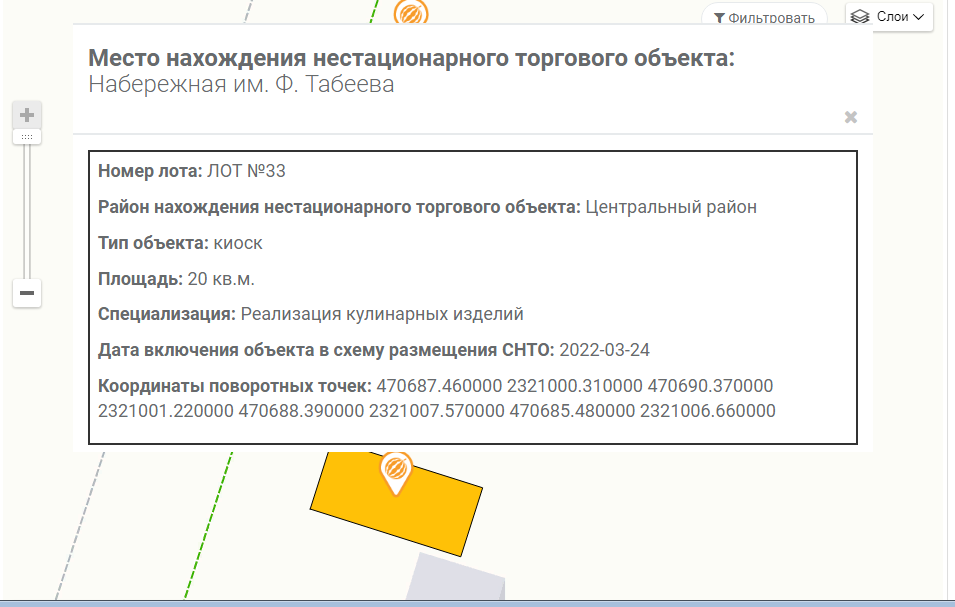 Фильтровать
Слои
Место нахождения нестационарного торгового объекта:
Набережная им. Ф. Табеева
Номер лота: ЛОТ №33
Район нахождения нестационарного торгового объекта: Центральный район
Тип объекта: киоск
Площадь: 20 кв.м.
Специализация: Реализация кулинарных изделий
Дата включения объекта в схему размещения СНТО: 2022-03-24
Координаты поворотных точек: 470687.460000 2321000.310000 470690.370000
2321001.220000 470688.390000 2321007.570000 470685.480000 2321006.660000